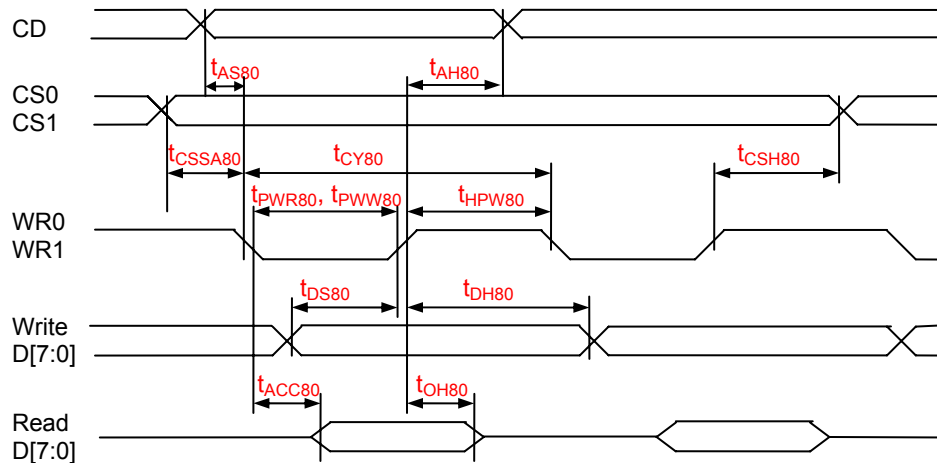 CD
tAS80 tAH80
CS0
CS1
tCSSA80 tCY80 tCSH80
tPWR80, tPWW80 tHPW80
WR0
WR1
tDS80 tDH80
Write
D[7:0]
tACC80 tOH80
Read
D[7:0]